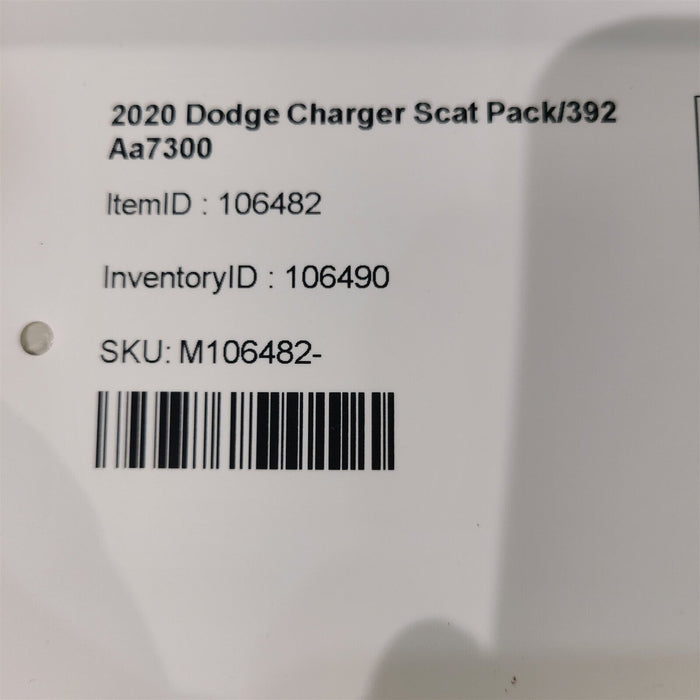 2020 Dodge Charger Scat Pack/392
Aa7300
ItemID : 106482
InventoryID : 106490
SKU: M106482-